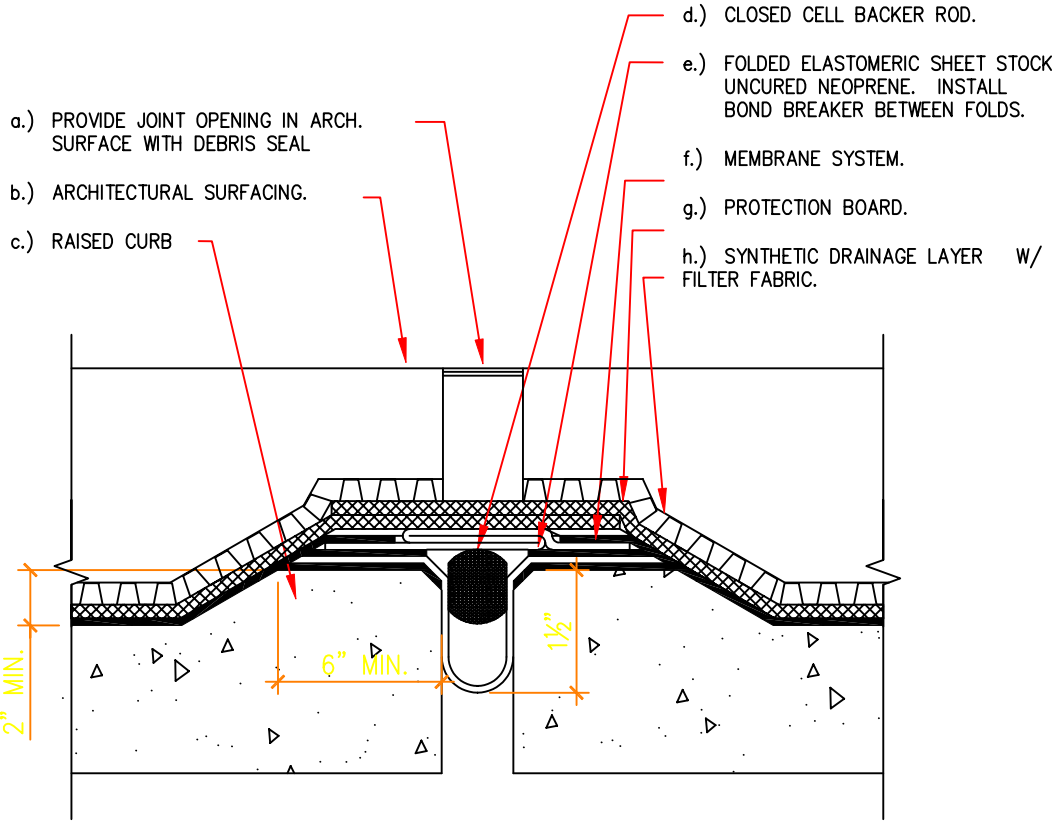 a.) PROVIDE JOINT OPENING IN ARCH.
SURFACE WITH DEBRIS SEAL
b.) ARCHITECTURAL SURFACING.
c.) RAISED CURB
d.) CLOSED CELL BACKER ROD.
e.) FOLDED ELASTOMERIC SHEET STOCK
UNCURED NEOPRENE. INSTALL
BOND BREAKER BETWEEN FOLDS.
f.) MEMBRANE SYSTEM.
g.) PROTECTION BOARD.
h.) SYNTHETIC DRAINAGE LAYER W/
FILTER FABRIC.
2" MIN.
6" MIN.
1½"